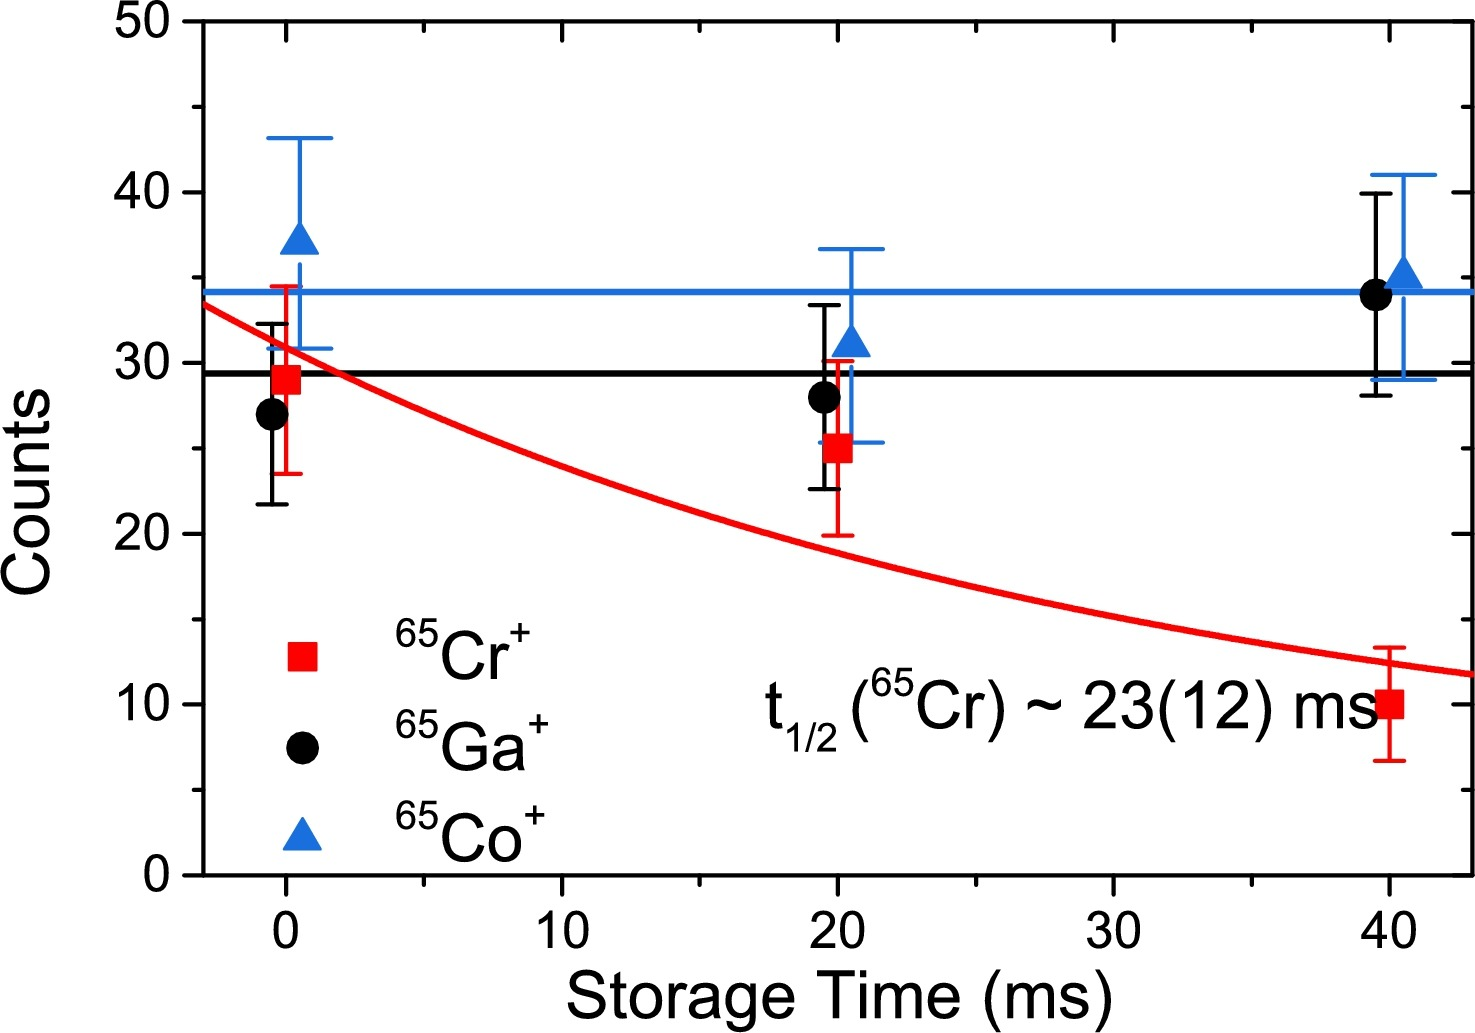 50
40
30
20
10
0
Counts
⁶⁵Cr⁺
⁶⁵Ga⁺
⁶⁵Co⁺
t₁/₂ (⁶⁵Cr) ~ 23(12) ms
0 10 20 30 40
Storage Time (ms)